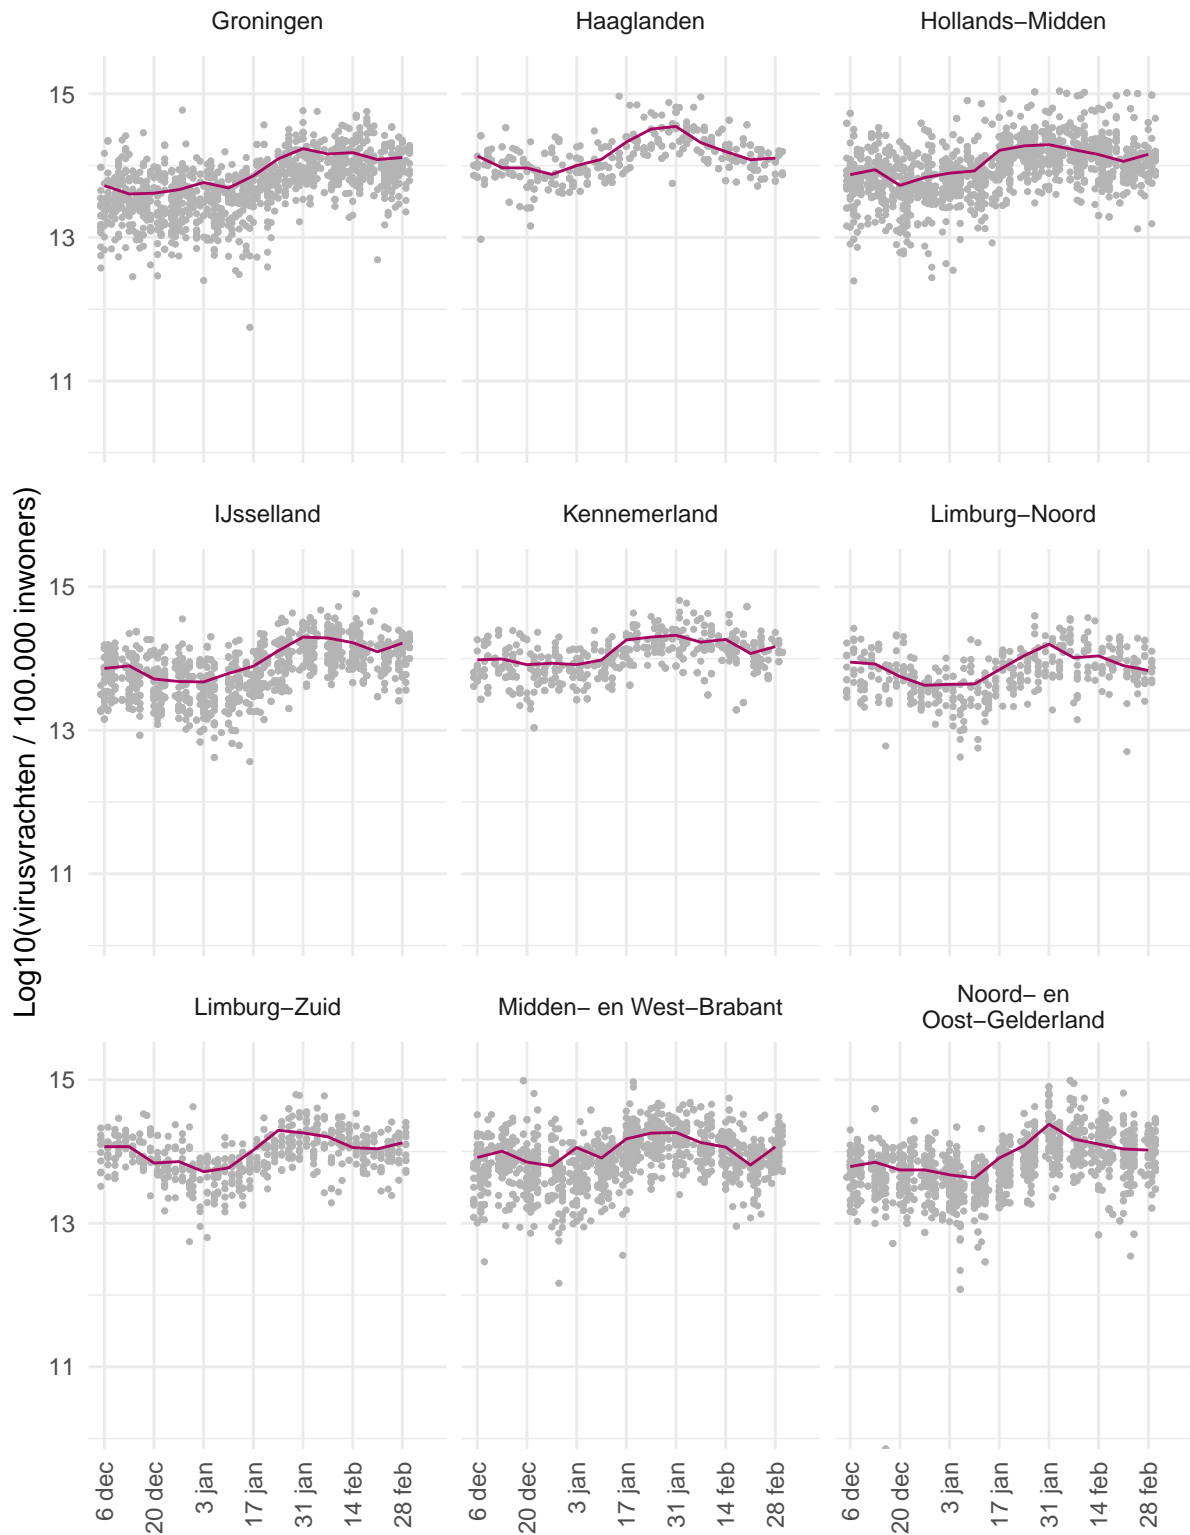 Groningen
Haaglanden
Hollands−Midden
15
13
11
IJsselland
Kennemerland
Limburg−Noord
15
13
11
Log10(virusvrachten / 100.000 inwoners)
Limburg−Zuid
Midden− en West−Brabant
Noord− en
Oost−Gelderland
15
13
11
6 dec
20 dec
3 jan
17 jan
31 jan
14 feb
28 feb
6 dec
20 dec
3 jan
17 jan
31 jan
14 feb
28 feb
6 dec
20 dec
3 jan
17 jan
31 jan
14 feb
28 feb